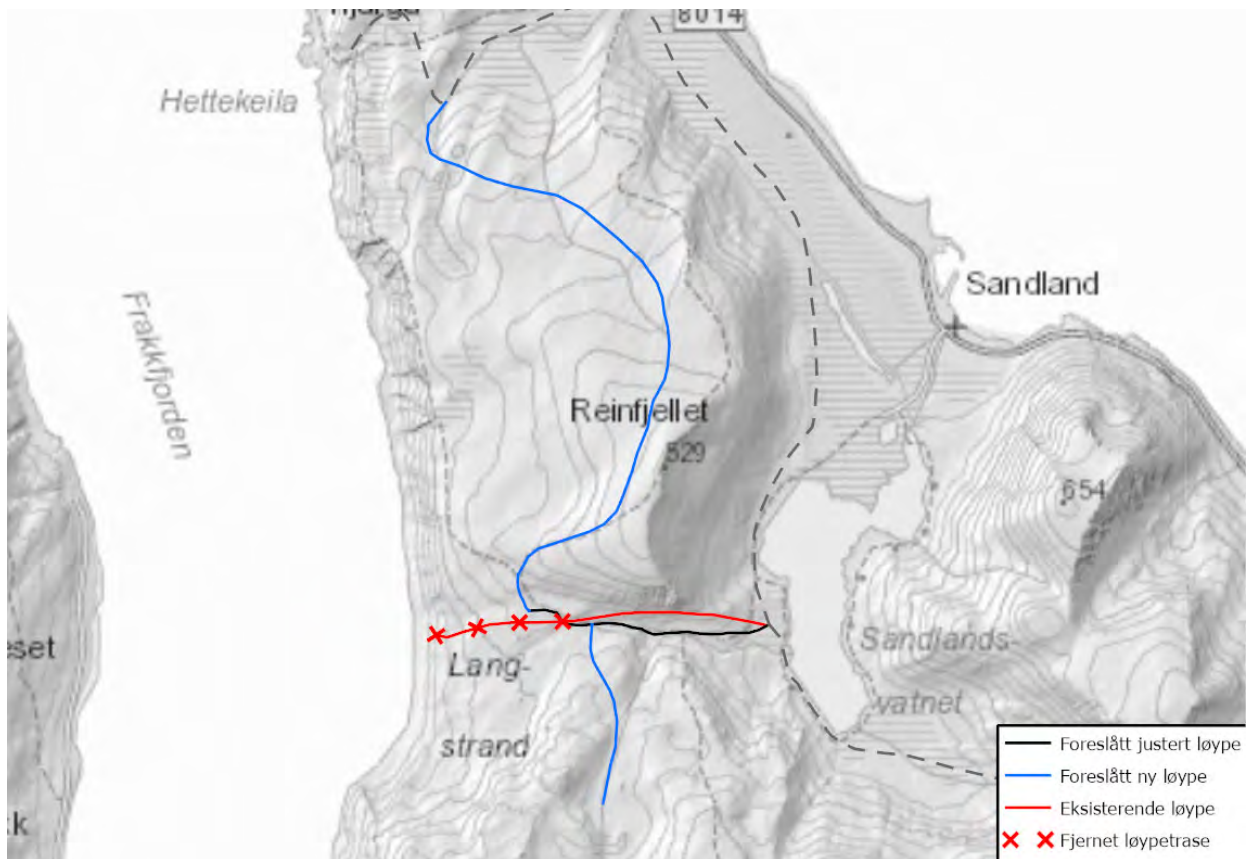 8014
Hettekeila
Sandland
Frakkfjorden
Reinfjellet
529
654
Lang-
strand
Sandlands-
vatnet
eset
k
Foreslått justert løype
Foreslått ny løype
Eksisterende løype
Fjernet løypetrase